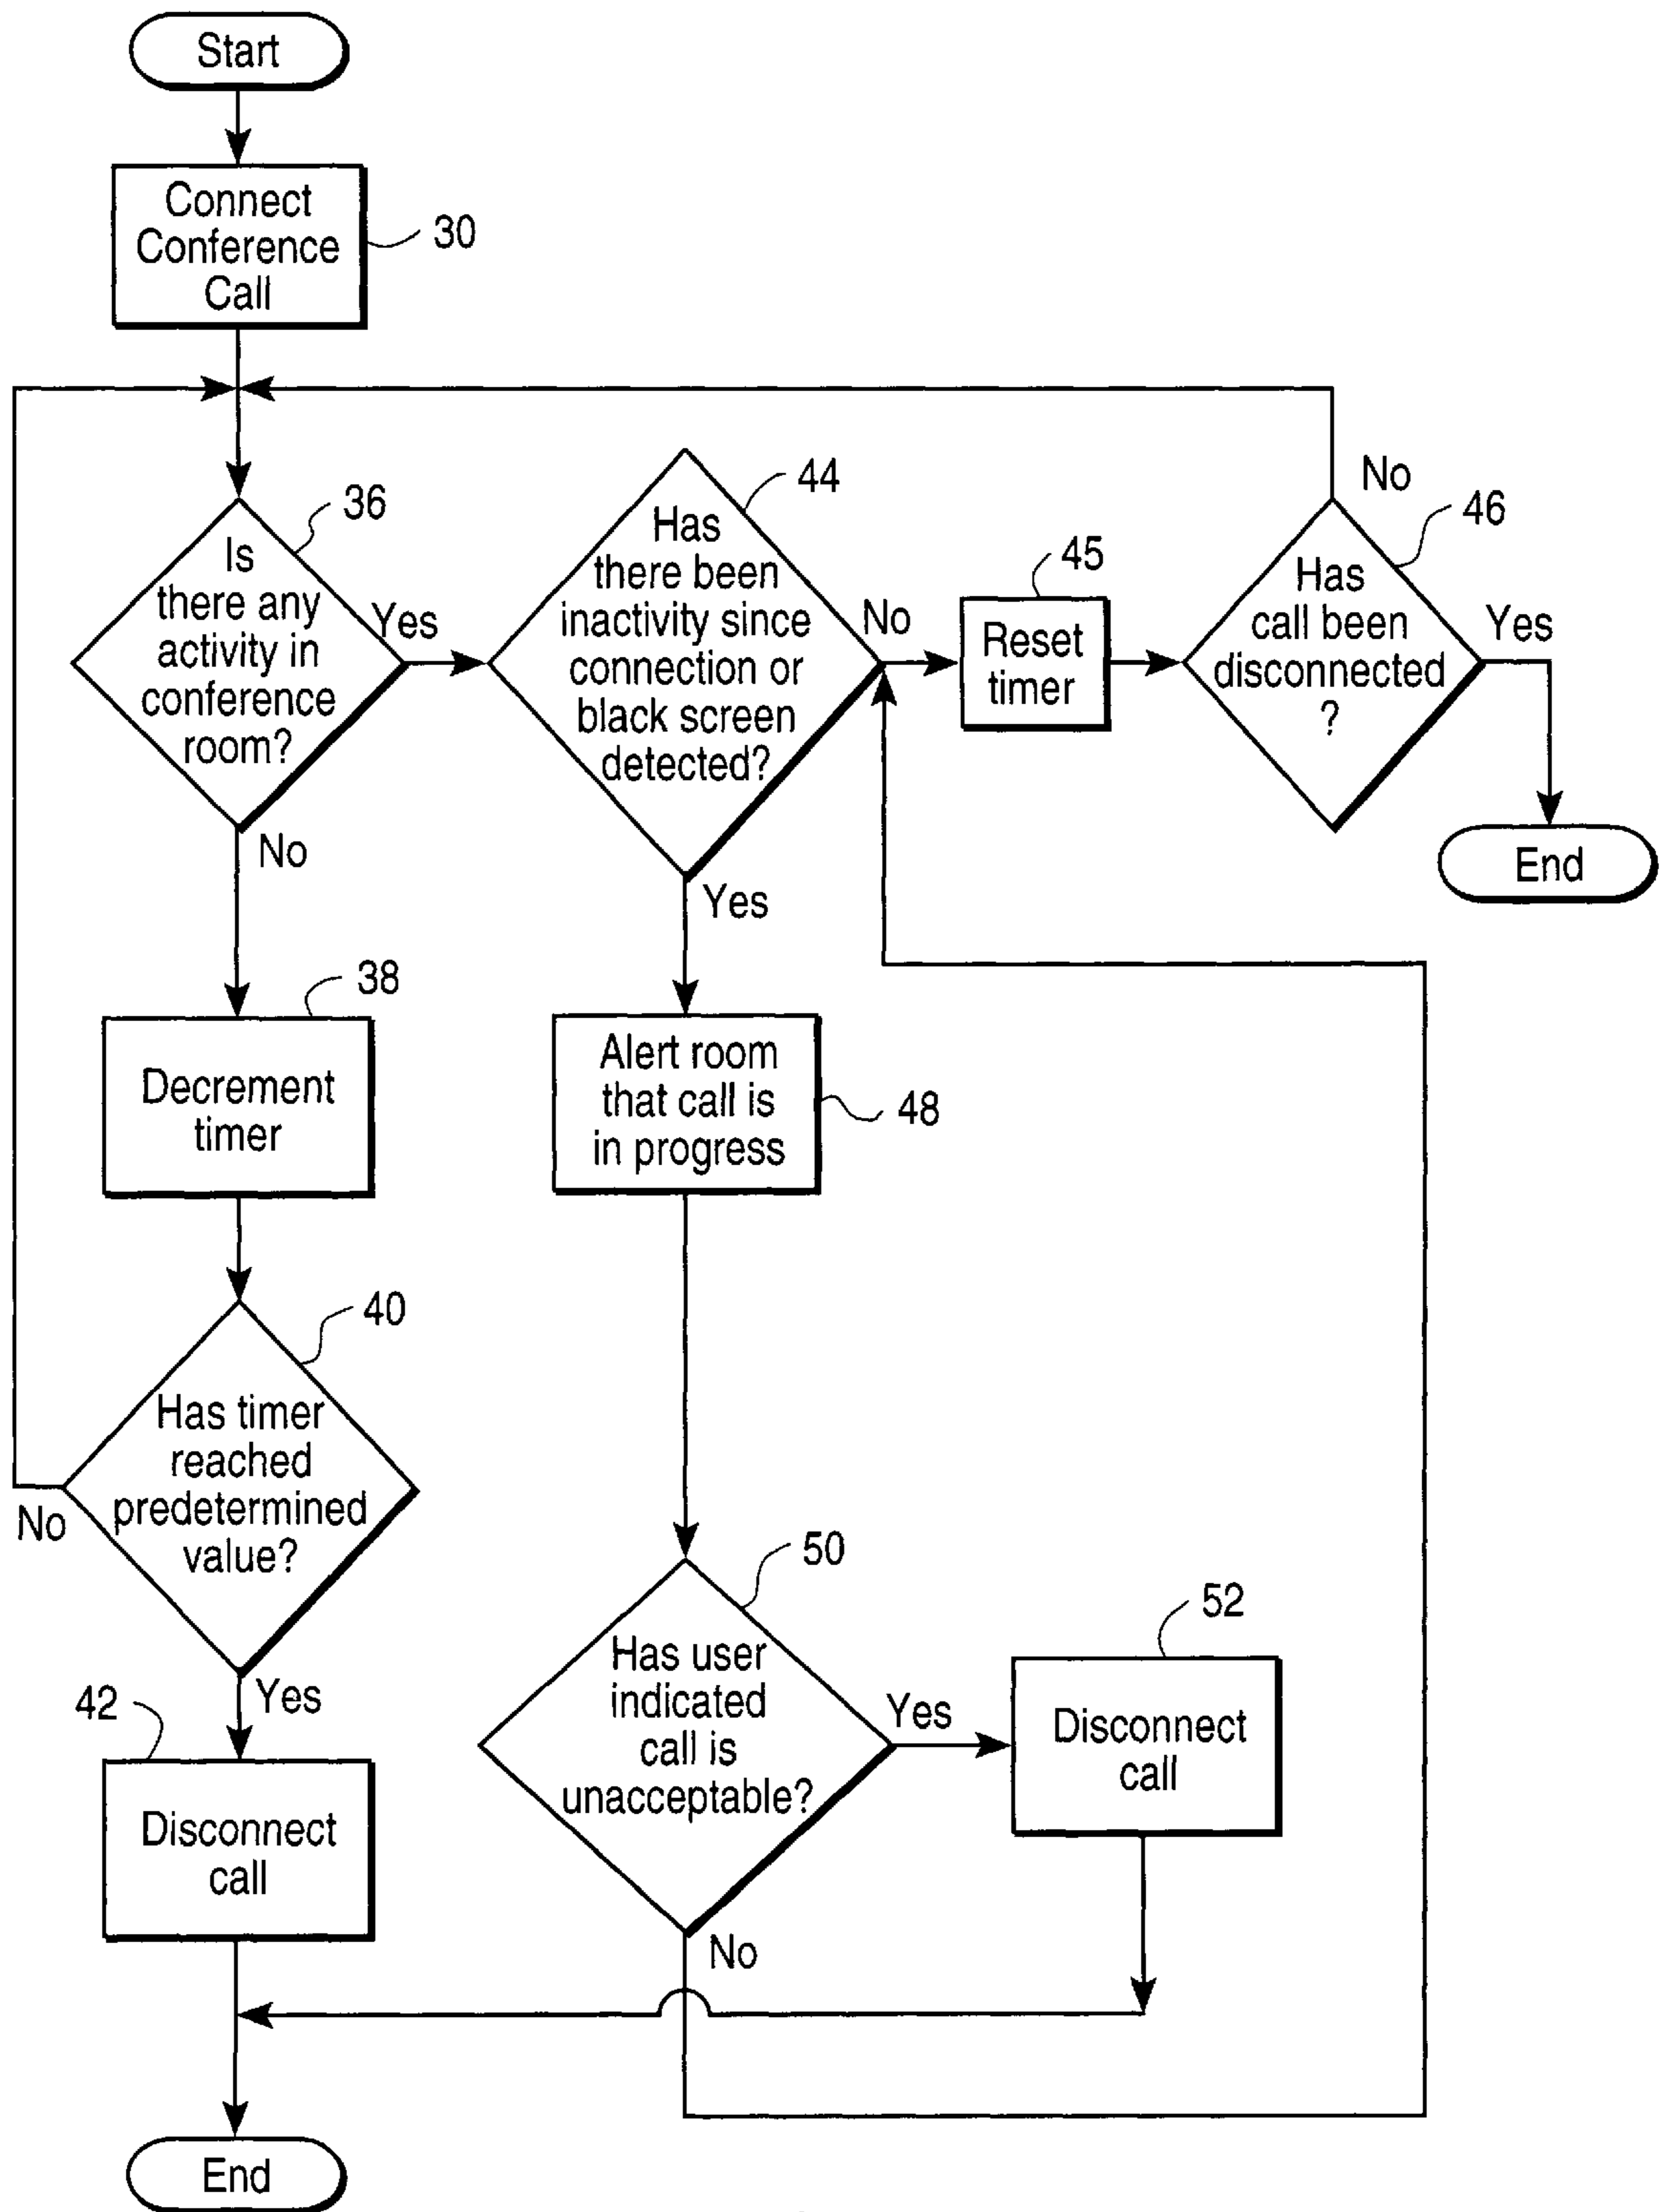 Start
Connect
Conference
Call
30
36
Is
there any
activity in
conference
room?
Yes
No
44
Has
there been
inactivity since
connection or
black screen
detected?
No
Yes
45
Reset
timer
46
Has
call been
disconnected
?
No
Yes
End
38
Decrement
timer
48
Alert room
that call is
in progress
40
Has timer
reached
predetermined
value?
No
Yes
42
Disconnect
call
50
Has user
indicated
call is
unacceptable?
Yes
No
52
Disconnect
call
End